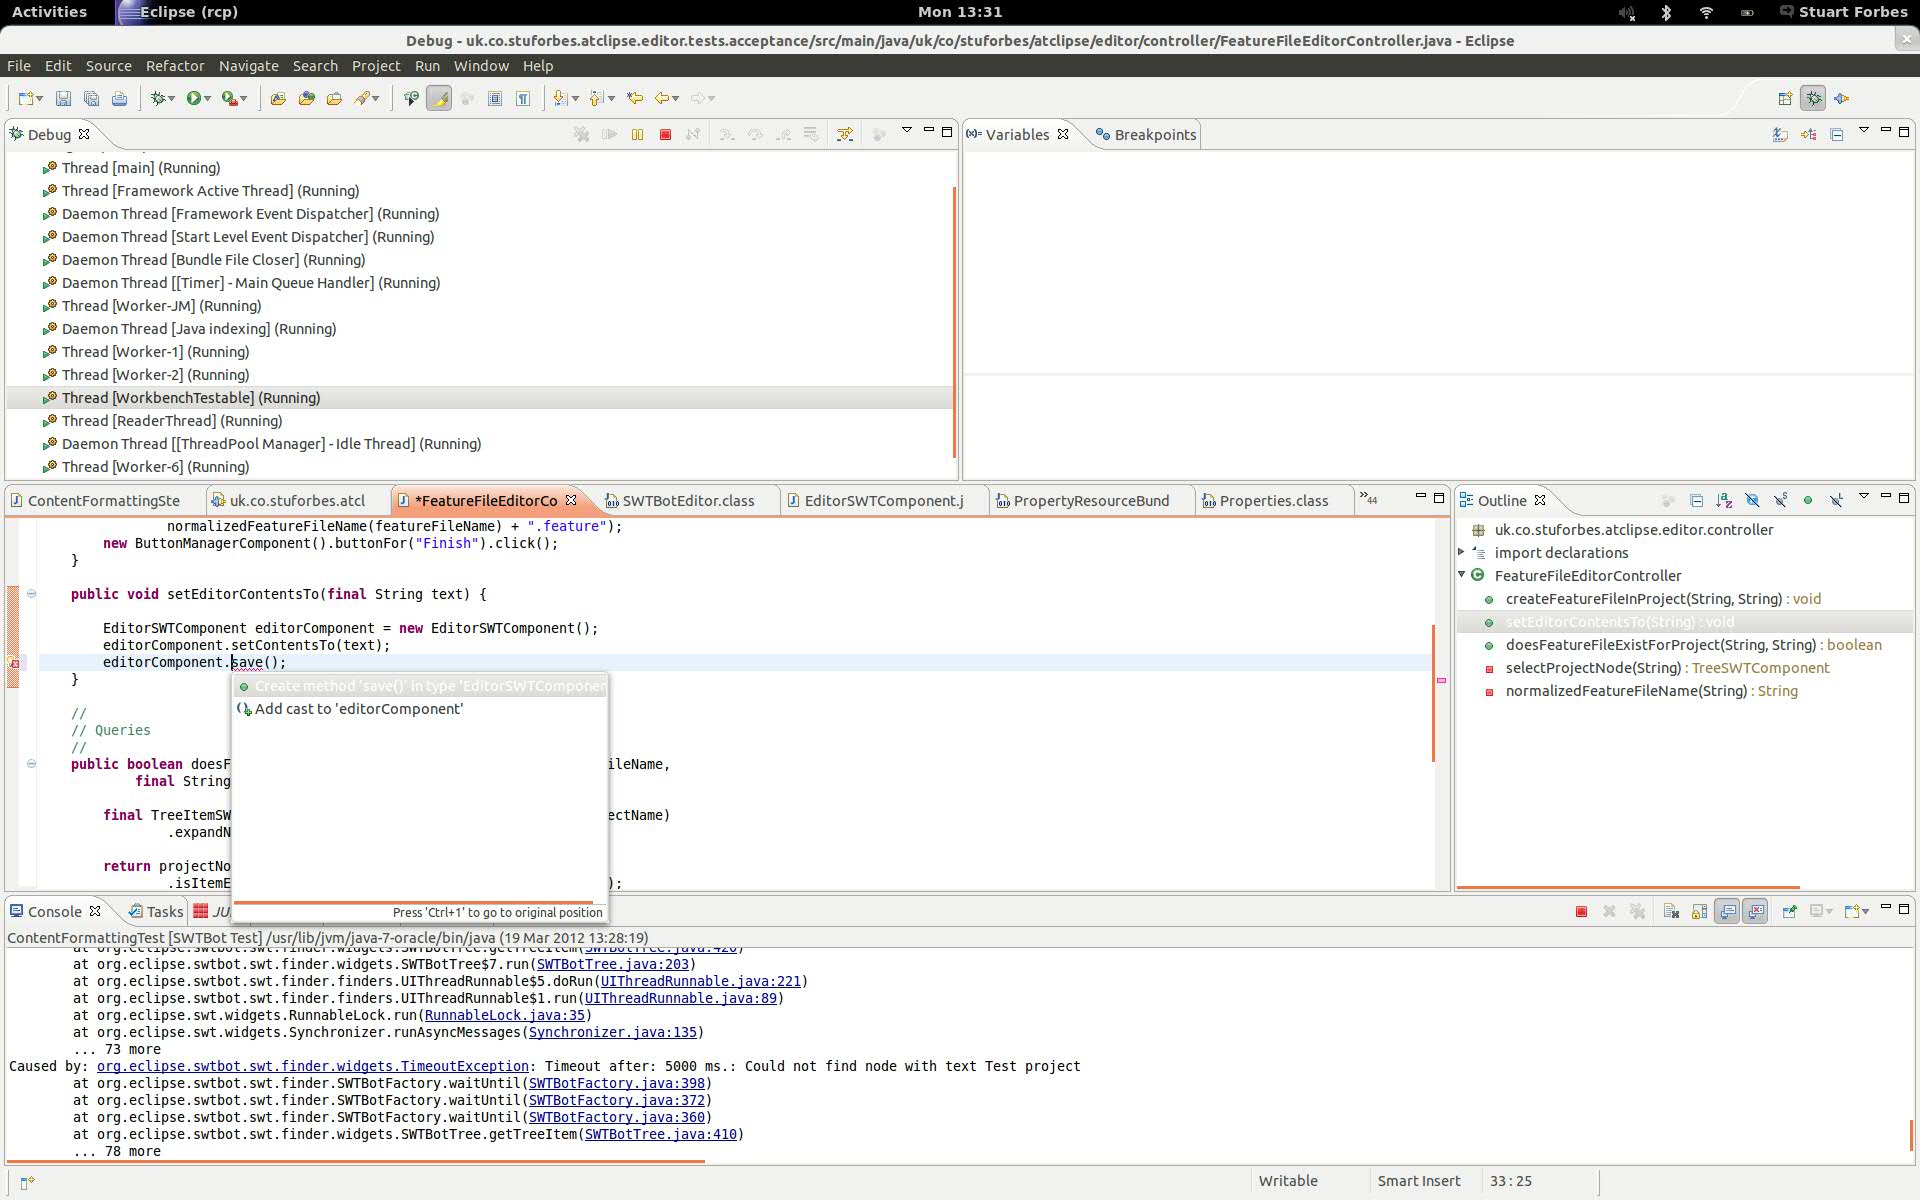 Activities
Eclipse (rcp)
Mon 13:31
Stuart Forbes
Debug - uk.co.stuforbes.atclipse.editor.tests.acceptance/src/main/java/uk/co/stuforbes/atclipse/editor/controller/FeatureFileEditorController.java - Eclipse
File Edit Source Refactor Navigate Search Project Run Window Help
Debug
Thread [main] (Running)
Thread [Framework Active Thread] (Running)
Daemon Thread [Framework Event Dispatcher] (Running)
Daemon Thread [Start Level Event Dispatcher] (Running)
Daemon Thread [Bundle File Closer] (Running)
Daemon Thread [[Timer] - Main Queue Handler] (Running)
Thread [Worker-JM] (Running)
Daemon Thread [Java indexing] (Running)
Thread [Worker-1] (Running)
Thread [Worker-2] (Running)
Thread [WorkbenchTestable] (Running)
Thread [ReaderThread] (Running)
Daemon Thread [[ThreadPool Manager] - Idle Thread] (Running)
Thread [Worker-6] (Running)
(x)= Variables
Breakpoints
ContentFormattingSte
uk.co.stuforbes.atcl
*FeatureFileEditorCo
SWTBotEditor.class
EditorSWTComponent.j
PropertyResourceBund
Properties.class
»44
normalizedFeatureFileName(featureFileName) + ".feature");
new ButtonManagerComponent().buttonFor("Finish").click();
}
public void setEditorContentsTo(final String text) {
EditorSWTComponent editorComponent = new EditorSWTComponent();
editorComponent.setContentsTo(text);
editorComponent.save();
}
//
// Queries
//
public boolean doesF
ileName,
final String
final TreeItemSW
ectName)
.expandN
return projectNo
.isItemE
);
Create method 'save()' in type 'EditorSWTComponen
Add cast to 'editorComponent'
Press 'Ctrl+1' to go to original position
Outline
uk.co.stuforbes.atclipse.editor.controller
import declarations
FeatureFileEditorController
createFeatureFileInProject(String, String) : void
setEditorContentsTo(String) : void
doesFeatureFileExistForProject(String, String) : boolean
selectProjectNode(String) : TreeSWTComponent
normalizedFeatureFileName(String) : String
Console
Tasks
JU
ContentFormattingTest [SWTBot Test] /usr/lib/jvm/java-7-oracle/bin/java (19 Mar 2012 13:28:19)
at org.eclipse.swtbot.swt.finder.widgets.SWTBotTree.getTreeItem(SWTBotTree.java:420)
at org.eclipse.swtbot.swt.finder.widgets.SWTBotTree$7.run(SWTBotTree.java:203)
at org.eclipse.swtbot.swt.finder.finders.UIThreadRunnable$5.doRun(UIThreadRunnable.java:221)
at org.eclipse.swtbot.swt.finder.finders.UIThreadRunnable$1.run(UIThreadRunnable.java:89)
at org.eclipse.swt.widgets.RunnableLock.run(RunnableLock.java:35)
at org.eclipse.swt.widgets.Synchronizer.runAsyncMessages(Synchronizer.java:135)
... 73 more
Caused by: org.eclipse.swtbot.swt.finder.widgets.TimeoutException: Timeout after: 5000 ms.: Could not find node with text Test project
at org.eclipse.swtbot.swt.finder.SWTBotFactory.waitUntil(SWTBotFactory.java:398)
at org.eclipse.swtbot.swt.finder.SWTBotFactory.waitUntil(SWTBotFactory.java:372)
at org.eclipse.swtbot.swt.finder.SWTBotFactory.waitUntil(SWTBotFactory.java:360)
at org.eclipse.swtbot.swt.finder.widgets.SWTBotTree.getTreeItem(SWTBotTree.java:410)
... 78 more
Writable
Smart Insert
33 : 25